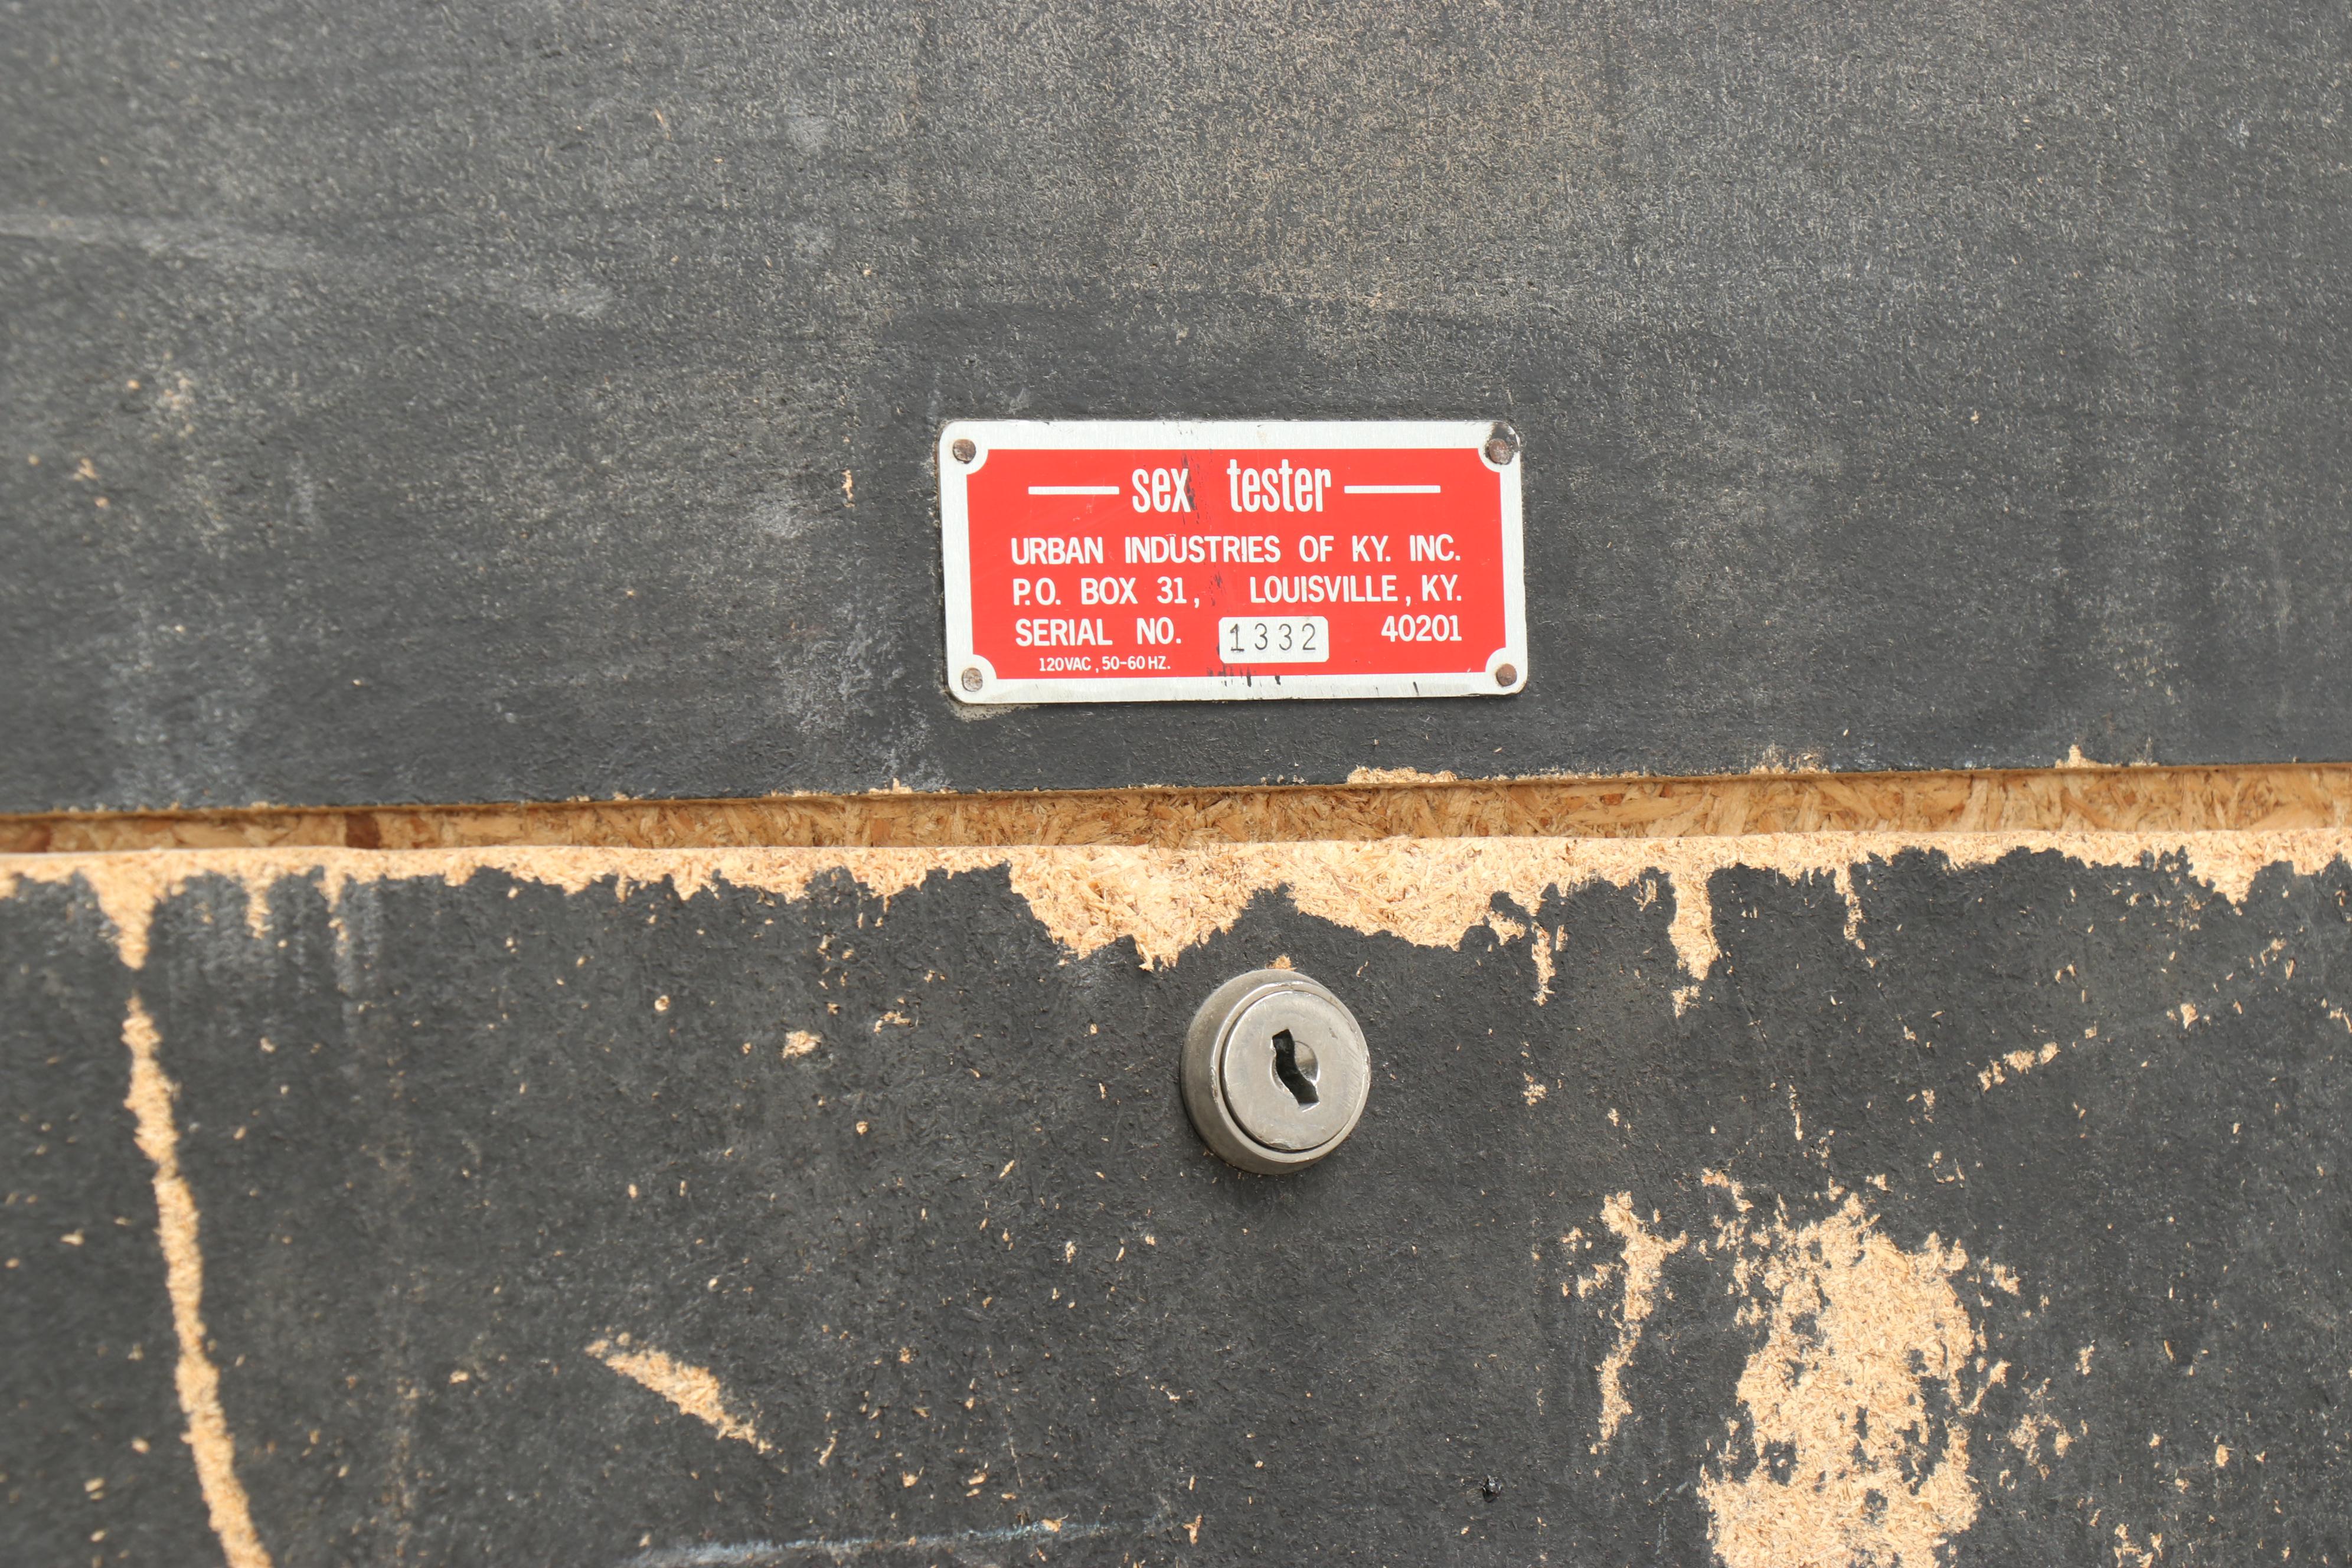 sex tester
URBAN INDUSTRIES OF KY. INC.
P.O. BOX 31, LOUISVILLE, KY.
SERIAL NO. 1332 40201
120VAC, 50-60 HZ.